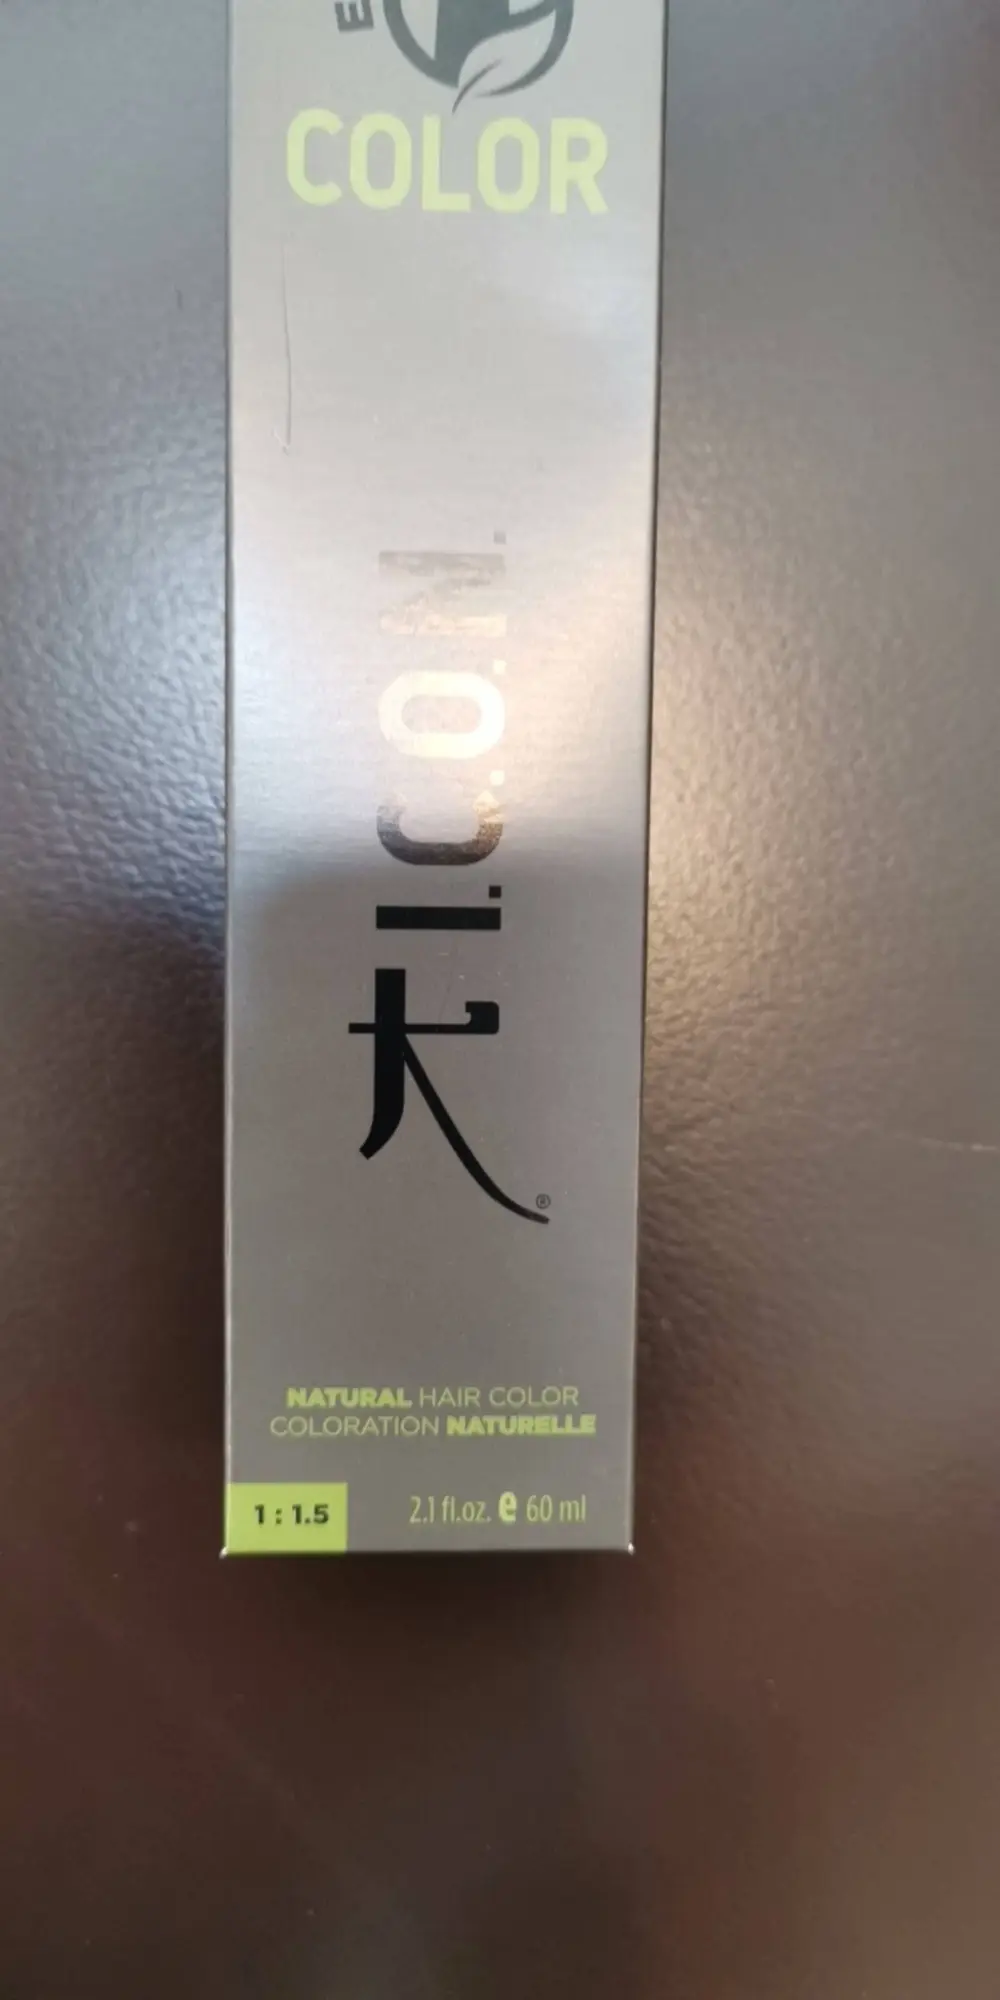 COLOR
I.C.O.N.
®
NATURAL HAIR COLOR
COLORATION NATURELLE
1 : 1.5
2.1 fl.oz. e 60 ml